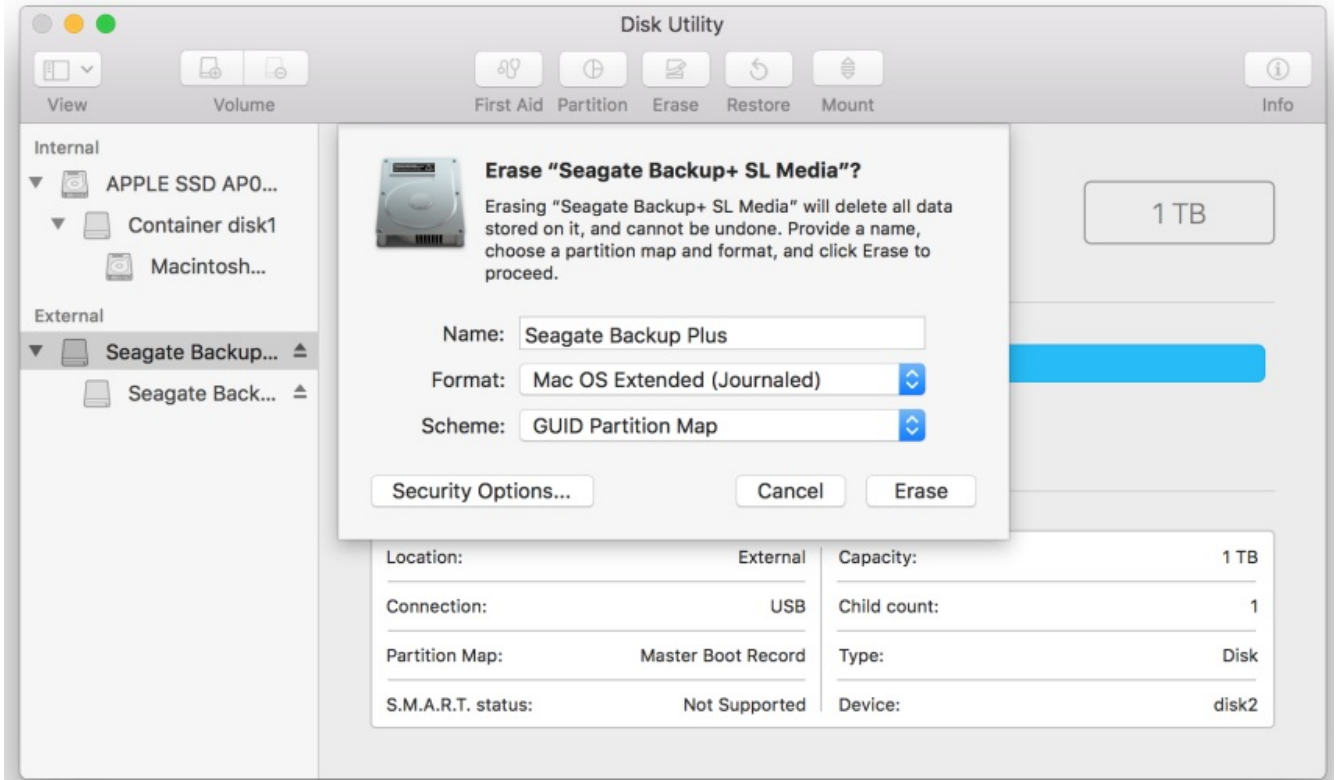 Disk Utility
View
Volume
First Aid
Partition
Erase
Restore
Mount
Info
Internal
APPLE SSD AP0...
Container disk1
Macintosh...
External
Seagate Backup...
Seagate Back...
Erase “Seagate Backup+ SL Media”?
Erasing “Seagate Backup+ SL Media” will delete all data
stored on it, and cannot be undone. Provide a name,
choose a partition map and format, and click Erase to
proceed.
Name: Seagate Backup Plus
Format: Mac OS Extended (Journaled)
Scheme: GUID Partition Map
Security Options...
Cancel
Erase
1 TB
Location: External
Capacity: 1 TB
Connection: USB
Child count: 1
Partition Map: Master Boot Record
Type: Disk
S.M.A.R.T. status: Not Supported
Device: disk2